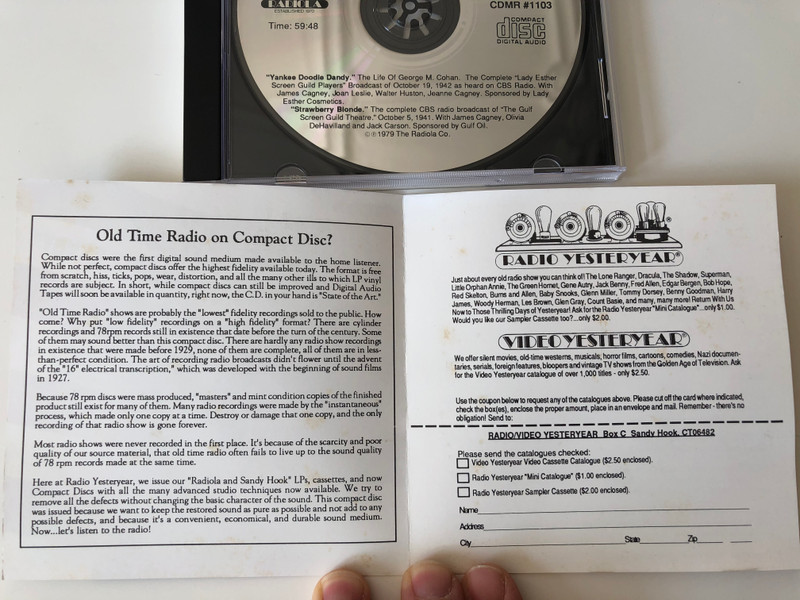 RADIOLA
ESTABLISHED 1970
Time: 59:48
CDMR #1103
COMPACT
disc
DIGITAL AUDIO
"Yankee Doodle Dandy." The Life Of George M. Cohan. The Complete "Lady Esther
Screen Guild Players" Broadcast of October 19, 1942 as heard on CBS Radio. With
James Cagney, Joan Leslie, Walter Huston, Jeanne Cagney. Sponsored by Lady
Esther Cosmetics.
"Strawberry Blonde." The complete CBS radio broadcast of "The Gulf
Screen Guild Theatre." October 5, 1941. With James Cagney, Olivia
DeHavilland and Jack Carson. Sponsored by Gulf Oil.
©℗1979 The Radiola Co.
Old Time Radio on Compact Disc?
Compact discs were the first digital sound medium made available to the home listener.
While not perfect, compact discs offer the highest fidelity available today. The format is free
from scratch, hiss, ticks, pops, wear, distortion, and all the many other ills to which LP vinyl
records are subject. In short, while compact discs can still be improved and Digital Audio
Tapes will soon be available in quantity, right now, the C.D. in your hand is "State of the Art."
"Old Time Radio" shows are probably the "lowest" fidelity recordings sold to the public. How
come? Why put "low fidelity" recordings on a "high fidelity" format? There are cylinder
recordings and 78rpm records still in existence that date before the turn of the century. Some
of them may sound better than this compact disc. There are hardly any radio show recordings
in existence that were made before 1929, none of them are complete, all of them are in less-
than-perfect condition. The art of recording radio broadcasts didn't flower until the advent
of the "16" electrical transcription," which was developed with the beginning of sound films
in 1927.
Because 78 rpm discs were mass produced, "masters" and mint condition copies of the finished
product still exist for many of them. Many radio recordings were made by the "instantaneous"
process, which made only one copy at a time. Destroy or damage that one copy, and the only
recording of that radio show is gone forever.
Most radio shows were never recorded in the first place. It's because of the scarcity and poor
quality of our source material, that old time radio often fails to live up to the sound quality
of 78 rpm records made at the same time.
Here at Radio Yesteryear, we issue our "Radiola and Sandy Hook" LPs, cassettes, and now
Compact Discs with all the many advanced studio techniques now available. We try to
remove all the defects without changing the basic character of the sound. This compact disc
was issued because we want to keep the restored sound as pure as possible and not add to any
possible defects, and because it's a convenient, economical, and durable sound medium.
Now...let's listen to the radio!
RADIO YESTERYEAR®
Just about every old radio show you can think of! The Lone Ranger, Dracula, The Shadow, Superman,
Little Orphan Annie, The Green Hornet, Gene Autry, Jack Benny, Fred Allen, Edgar Bergen, Bob Hope,
Red Skelton, Burns and Allen, Baby Snooks, Glenn Miller, Tommy Dorsey, Benny Goodman, Harry
James, Woody Herman, Les Brown, Glen Gray, Count Basie, and many, many more! Return With Us
Now to Those Thrilling Days of Yesteryear! Ask for the Radio Yesteryear "Mini Catalogue"...only $1.00.
Would you like our Sampler Cassette too?...only $2.00.
VIDEO YESTERYEAR®
We offer silent movies, old-time westerns, musicals, horror films, cartoons, comedies, Nazi documen-
taries, serials, foreign features, bloopers and vintage TV shows from the Golden Age of Television. Ask
for the Video Yesteryear catalogue of over 1,000 titles - only $2.50.
Use the coupon below to request any of the catalogues above. Please cut off the card where indicated,
check the box(es), enclose the proper amount, place in an envelope and mail. Remember - there's no
obligation! Send to:
RADIO/VIDEO YESTERYEAR Box C Sandy Hook, CT06482
Please send the catalogues checked:
Video Yesteryear Video Cassette Catalogue ($2.50 enclosed).
Radio Yesteryear "Mini Catalogue" ($1.00 enclosed).
Radio Yesteryear Sampler Cassette ($2.00 enclosed).
Name
Address
City State Zip